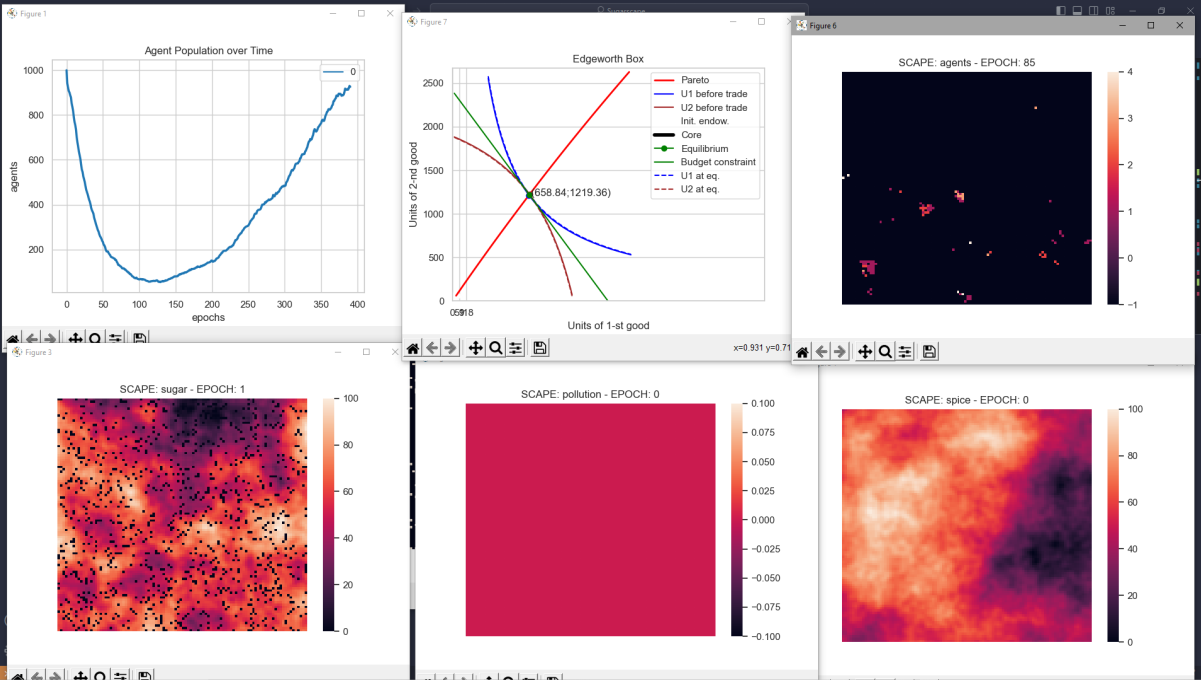 Figure 1
Agent Population over Time
0
1000
800
600
400
200
agents
0 50 100 150 200 250 300 350 400
epochs
Figure 7
Edgeworth Box
Pareto
U1 before trade
U2 before trade
Init. endow.
Core
Equilibrium
Budget constraint
U1 at eq.
U2 at eq.
(658.84;1219.36)
2500
2000
1500
1000
500
0
Units of 2-nd good
Units of 1-st good
x=0.931 y=0.71
Sugarscape
Figure 6
SCAPE: agents - EPOCH: 85
4
3
2
1
0
−1
Figure 3
SCAPE: sugar - EPOCH: 1
100
80
60
40
20
0
SCAPE: pollution - EPOCH: 0
0.100
0.075
0.050
0.025
0.000
−0.025
−0.050
−0.075
−0.100
SCAPE: spice - EPOCH: 0
100
80
60
40
20
0